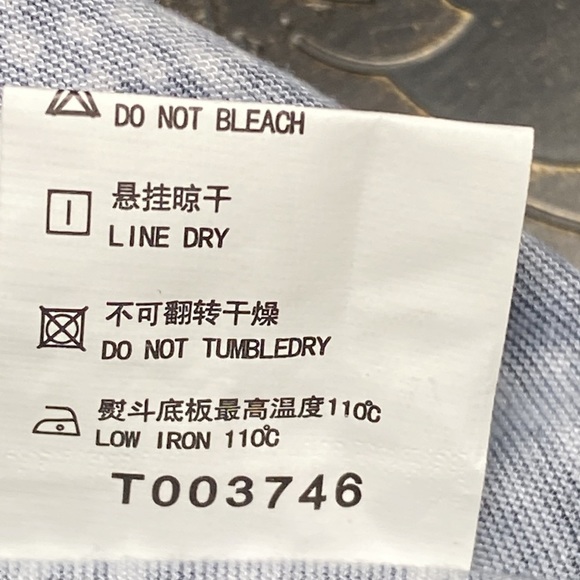 DO NOT BLEACH
悬挂晾干
LINE DRY
不可翻转干燥
DO NOT TUMBLEDRY
熨斗底板最高温度110℃
LOW IRON 110℃
T003746